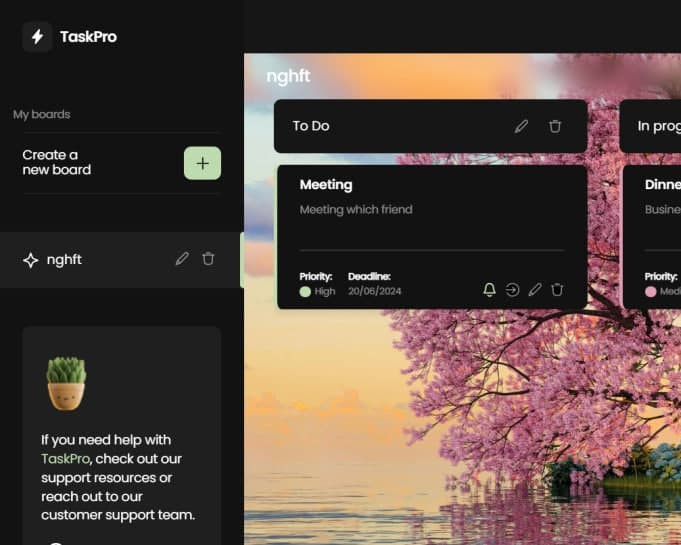 TaskPro
My boards
Create a
new board
nghft
If you need help with
TaskPro, check out our
support resources or
reach out to our
customer support team.
nghft
To Do
Meeting
Meeting which friend
Priority: Deadline:
High 20/06/2024
In prog
Dinne
Busine
Priority:
Medi